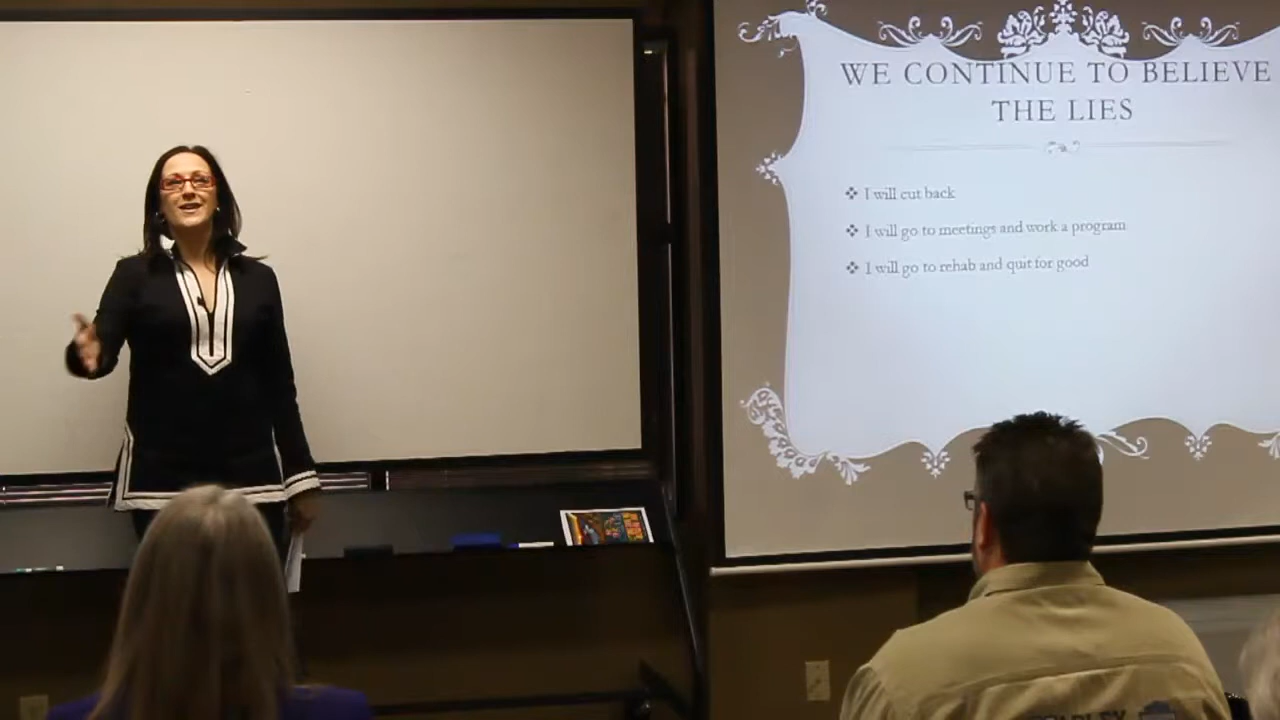 WE CONTINUE TO BELIEVE
THE LIES
❖ I will cut back
❖ I will go to meetings and work a program
❖ I will go to rehab and quit for good